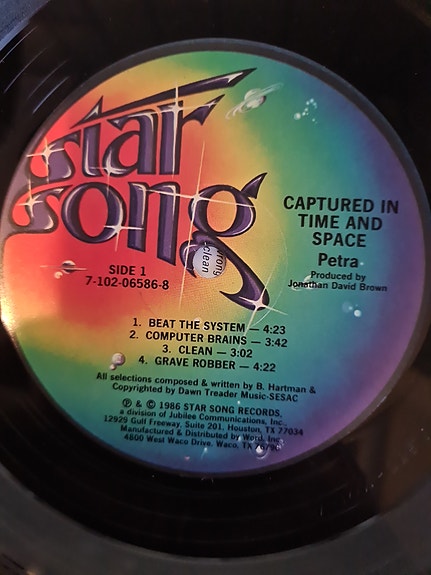 star
song
CAPTURED IN
TIME AND
SPACE
Petra
Produced by
Jonathan David Brown
SIDE 1
7-102-06586-8
1. BEAT THE SYSTEM — 4:23
2. COMPUTER BRAINS — 3:42
3. CLEAN — 3:02
4. GRAVE ROBBER — 4:22
All selections composed & written by B. Hartman &
Copyrighted by Dawn Treader Music-SESAC
℗ & © 1986 STAR SONG RECORDS,
a division of Jubilee Communications, Inc.,
12929 Gulf Freeway, Suite 201, Houston, TX 77034
Manufactured & Distributed by Word, Inc.
4800 West Waco Drive, Waco, TX
clean